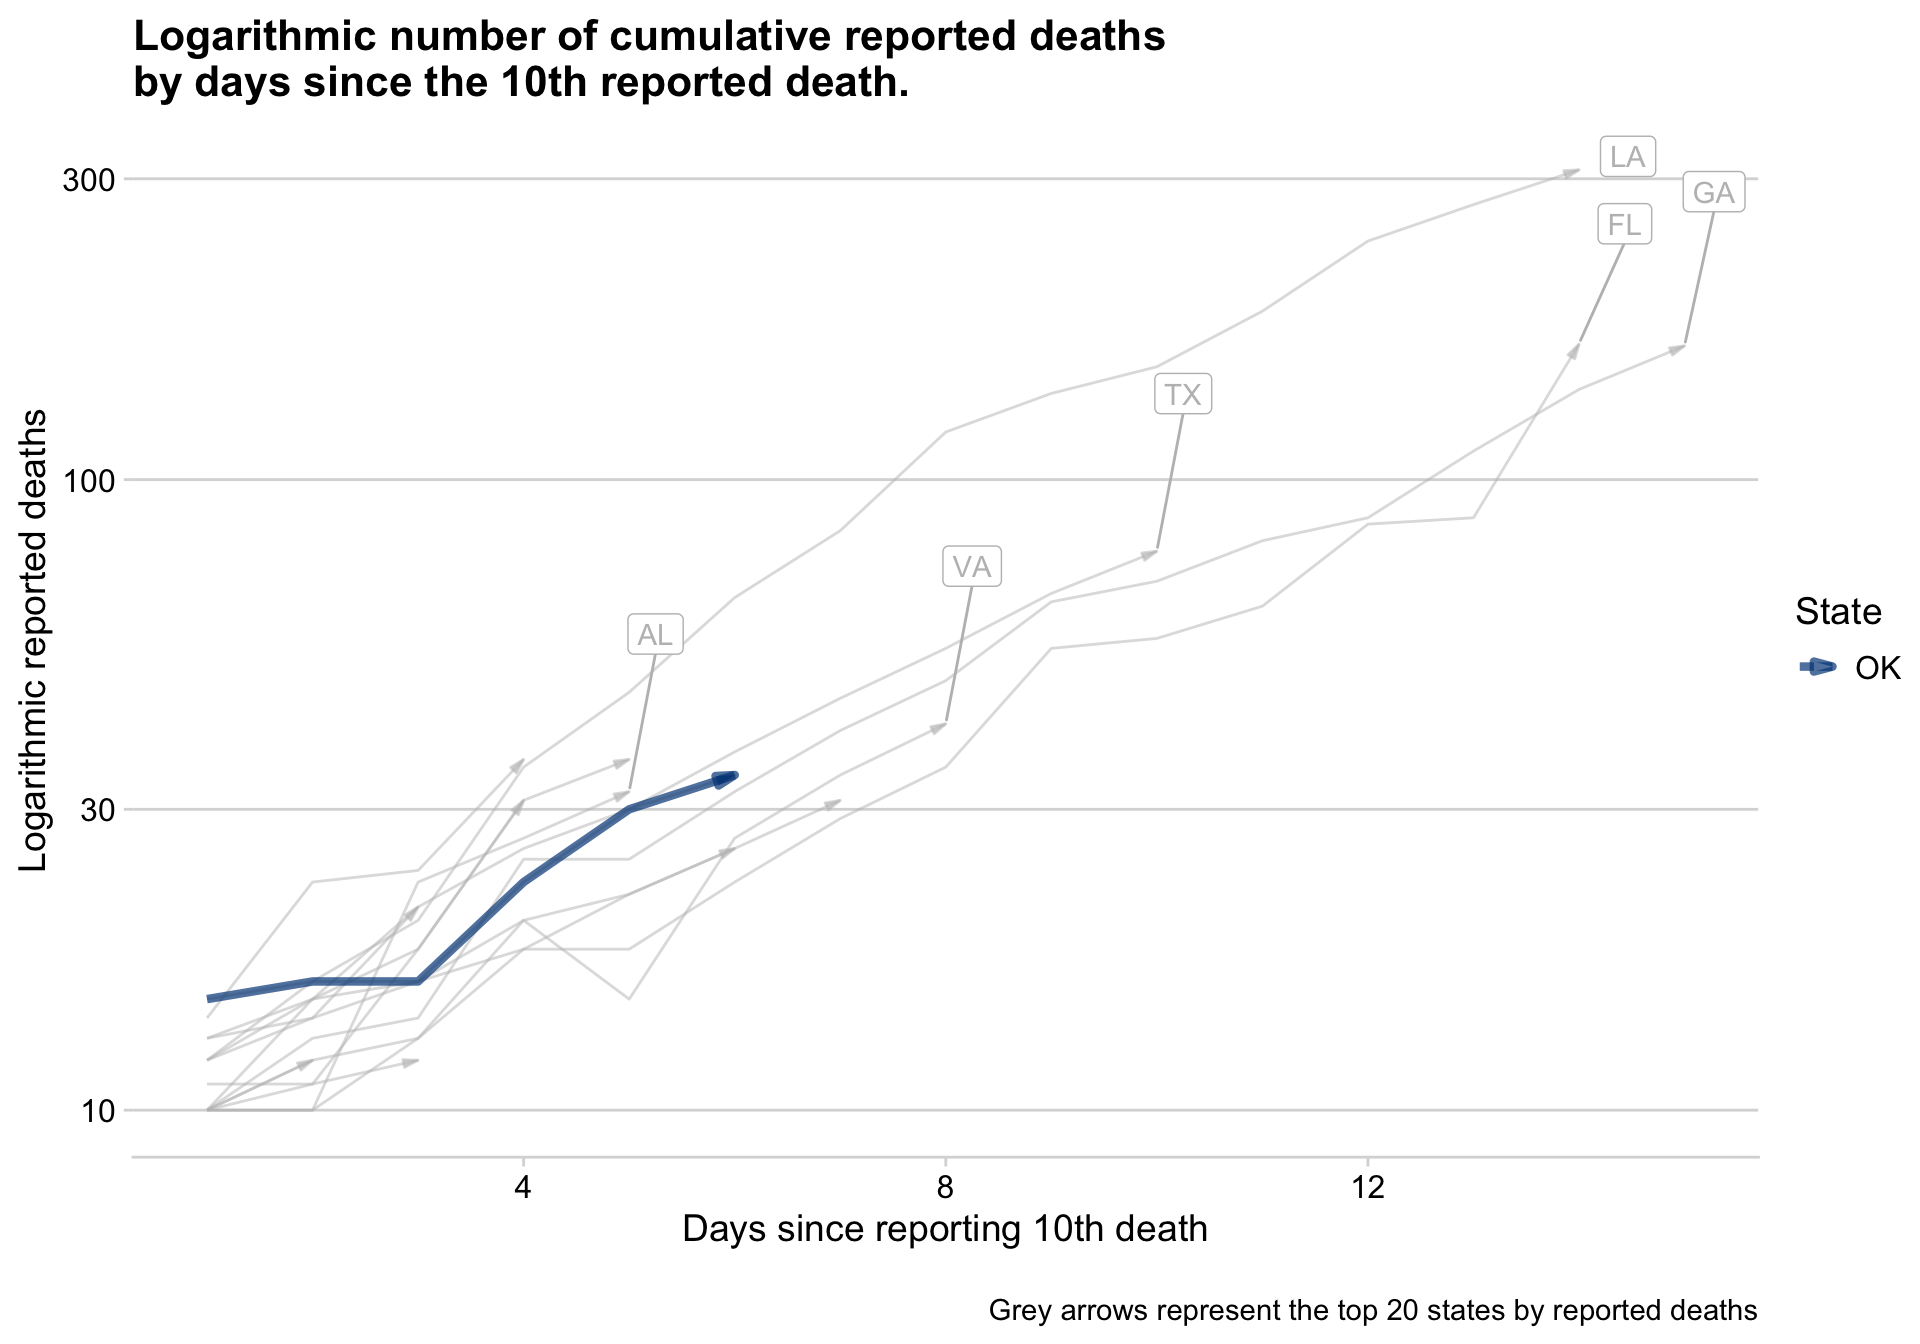 Logarithmic number of cumulative reported deaths
by days since the 10th reported death.
Logarithmic reported deaths
300
100
30
10
LA
GA
FL
TX
VA
AL
State
OK
4
8
12
Days since reporting 10th death
Grey arrows represent the top 20 states by reported deaths